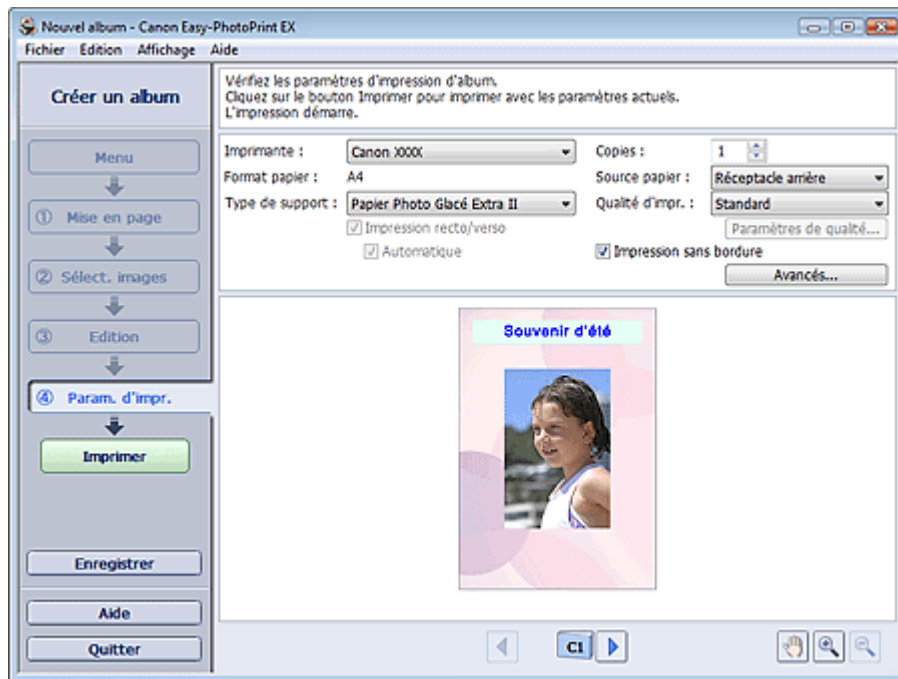 Nouvel album - Canon Easy-PhotoPrint EX
Fichier Edition Affichage Aide
Créer un album
Vérifiez les paramètres d'impression d'album.
Cliquez sur le bouton Imprimer pour imprimer avec les paramètres actuels.
L'impression démarre.
Menu
① Mise en page
② Sélect. images
③ Edition
④ Param. d'impr.
Imprimer
Enregistrer
Aide
Quitter
Imprimante : Canon XXXX Copies : 1
Format papier : A4 Source papier : Réceptacle arrière
Type de support : Papier Photo Glacé Extra II Qualité d'impr. : Standard
Impression recto/verso Paramètres de qualité...
Automatique Impression sans bordure
Avancés...
Souvenir d'été
C1